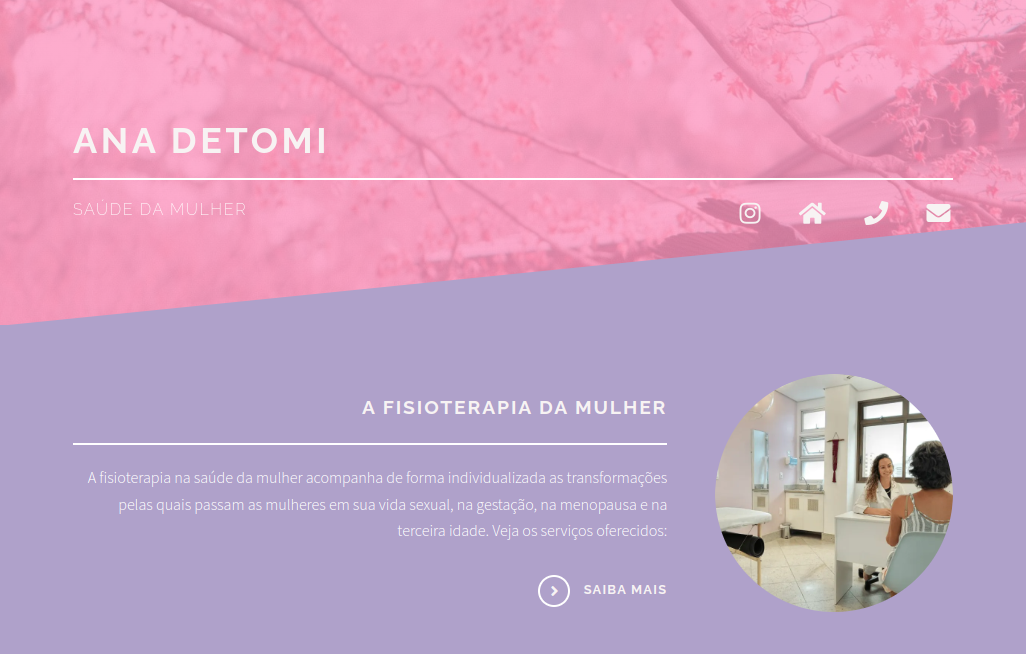 ANA DETOMI
SAÚDE DA MULHER
A FISIOTERAPIA DA MULHER
A fisioterapia na saúde da mulher acompanha de forma individualizada as transformações
pelas quais passam as mulheres em sua vida sexual, na gestação, na menopausa e na
terceira idade. Veja os serviços oferecidos:
SAIBA MAIS